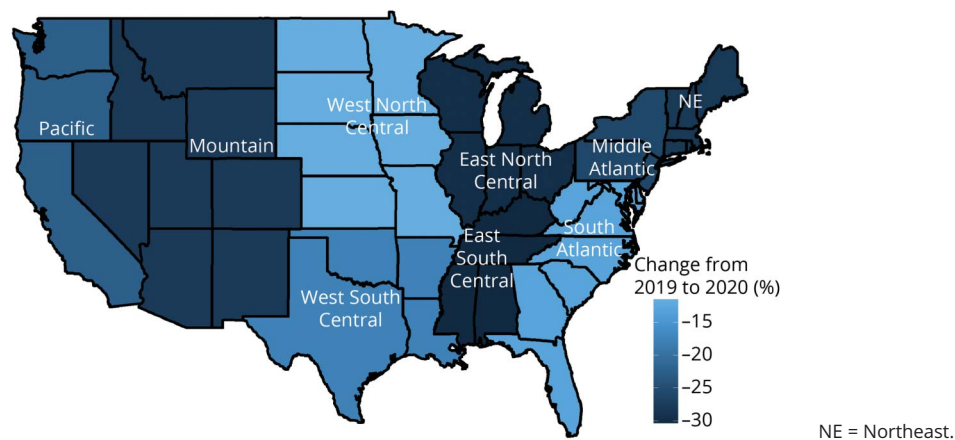 Pacific
Mountain
West North
Central
West South
Central
East North
Central
East
South
Central
South
Atlantic
Middle
Atlantic
NE
Change from
2019 to 2020 (%)
–15
–20
–25
–30
NE = Northeast.